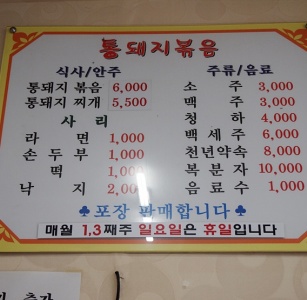 통돼지볶음
식사/안주
통돼지 볶음 6,000
통돼지 찌개 5,500
사 리
라 면 1,000
손 두 부 1,000
떡 1,000
낙 지 2,000
주류/음료
소 주 3,000
맥 주 3,000
청 하 4,000
백 세 주 6,000
천년약속 8,000
복 분 자 10,000
음 료 수 1,000
♣포장 판매합니다♣
매월 1,3째주 일요일은 휴일입니다
추가